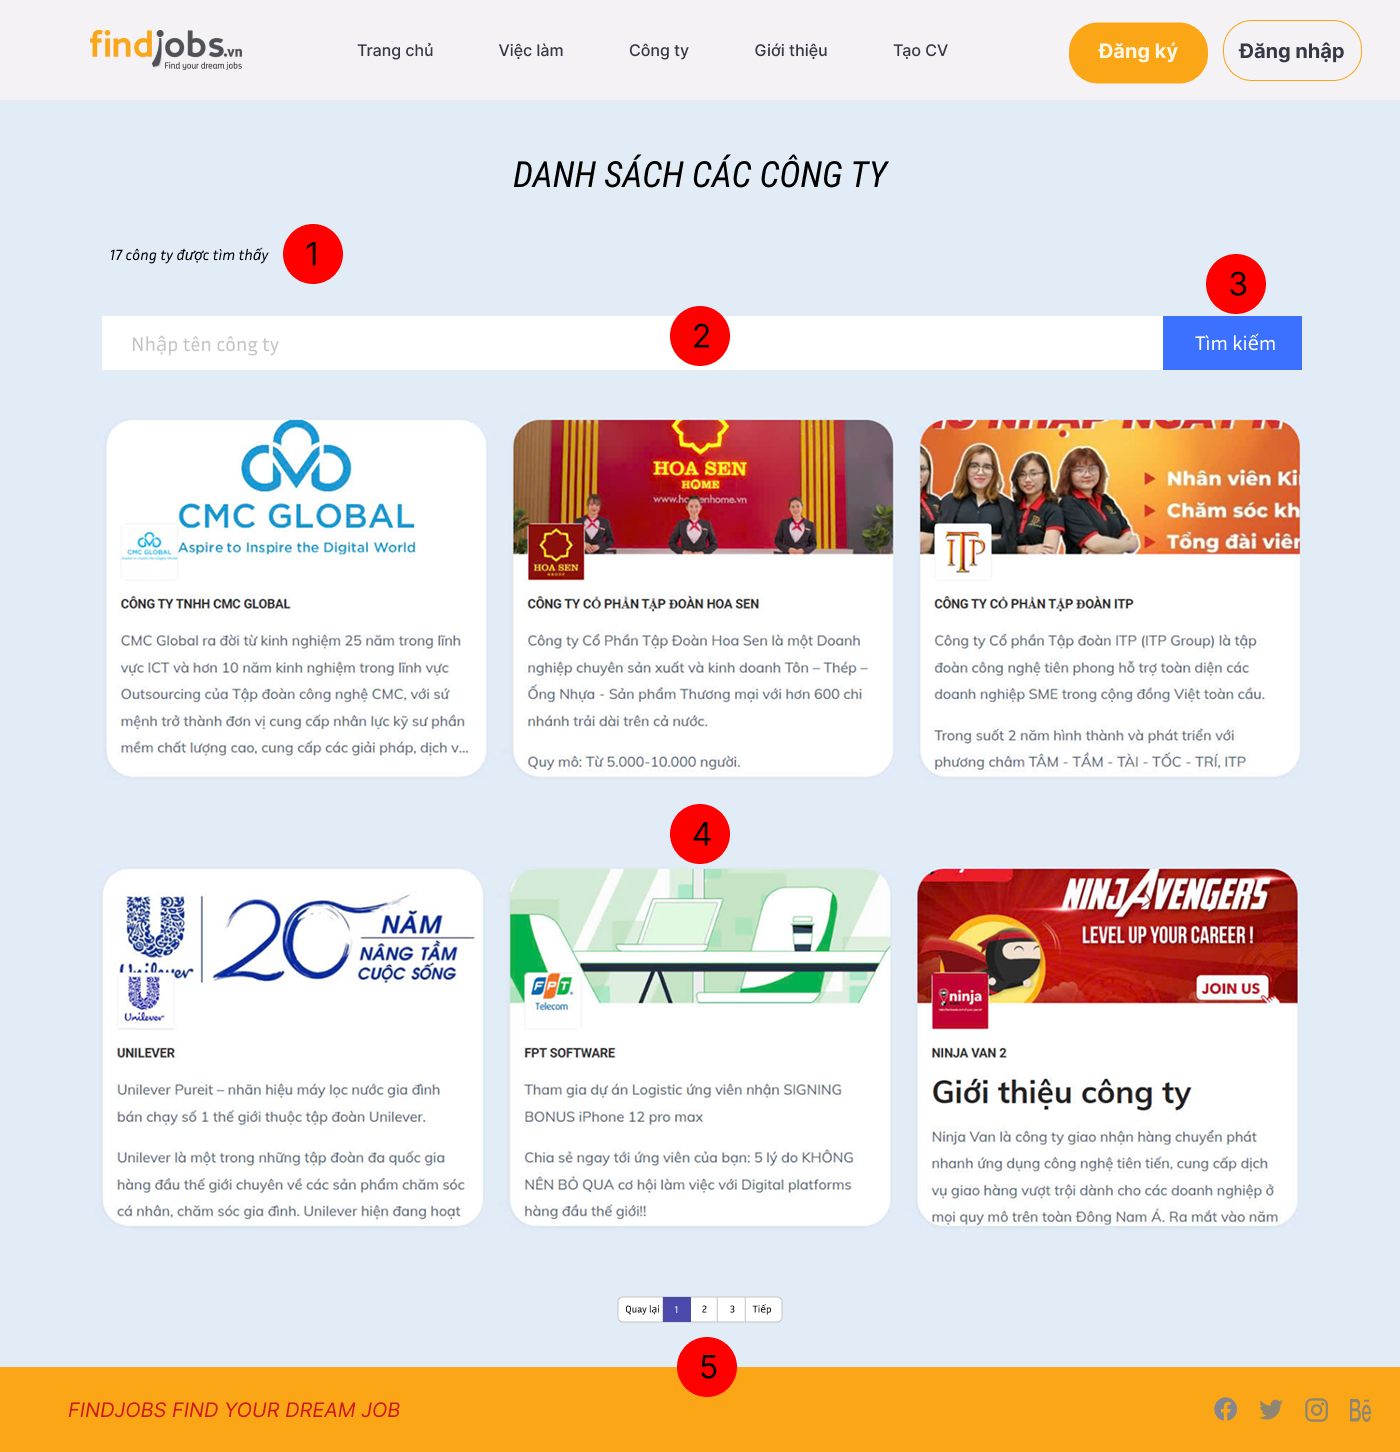 findjobs.vn
Find your dream jobs
Trang chủ
Việc làm
Công ty
Giới thiệu
Tạo CV
Đăng ký
Đăng nhập
DANH SÁCH CÁC CÔNG TY
17 công ty được tìm thấy
1
3
2
Nhập tên công ty
Tìm kiếm
CMC GLOBAL
Aspire to Inspire the Digital World
CMC GLOBAL
CÔNG TY TNHH CMC GLOBAL
CMC Global ra đời từ kinh nghiệm 25 năm trong lĩnh
vực ICT và hơn 10 năm kinh nghiệm trong lĩnh vực
Outsourcing của Tập đoàn công nghệ CMC, với sứ
mệnh trở thành đơn vị cung cấp nhân lực kỹ sư phần
mềm chất lượng cao, cung cấp các giải pháp, dịch v...
HOA SEN
HOME
www.hoasenhome.vn
HOA SEN
GROUP
CÔNG TY CỔ PHẦN TẬP ĐOÀN HOA SEN
Công ty Cổ Phần Tập Đoàn Hoa Sen là một Doanh
nghiệp chuyên sản xuất và kinh doanh Tôn – Thép –
Ống Nhựa - Sản phẩm Thương mại với hơn 600 chi
nhánh trải dài trên cả nước.
Quy mô: Từ 5.000-10.000 người.
Nhân viên Ki
Chăm sóc kh
Tổng đài viên
ITP
CÔNG TY CỔ PHẦN TẬP ĐOÀN ITP
Công ty Cổ phần Tập đoàn ITP (ITP Group) là tập
đoàn công nghệ tiên phong hỗ trợ toàn diện các
doanh nghiệp SME trong cộng đồng Việt toàn cầu.
Trong suốt 2 năm hình thành và phát triển với
phương châm TÂM - TẦM - TÀI - TỐC - TRÍ, ITP
4
Unilever
20 NĂM
NÂNG TẦM
CUỘC SỐNG
Unilever
UNILEVER
Unilever Pureit – nhãn hiệu máy lọc nước gia đình
bán chạy số 1 thế giới thuộc tập đoàn Unilever.
Unilever là một trong những tập đoàn đa quốc gia
hàng đầu thế giới chuyên về các sản phẩm chăm sóc
cá nhân, chăm sóc gia đình. Unilever hiện đang hoạt
FPT
Telecom
FPT SOFTWARE
Tham gia dự án Logistic ứng viên nhận SIGNING
BONUS iPhone 12 pro max
Chia sẻ ngay tới ứng viên của bạn: 5 lý do KHÔNG
NÊN BỎ QUA cơ hội làm việc với Digital platforms
hàng đầu thế giới!!
NINJAVENGERS
LEVEL UP YOUR CAREER !
JOIN US
ninja
NINJA VAN 2
Giới thiệu công ty
Ninja Van là công ty giao nhận hàng chuyển phát
nhanh ứng dụng công nghệ tiên tiến, cung cấp dịch
vụ giao hàng vượt trội dành cho các doanh nghiệp ở
mọi quy mô trên toàn Đông Nam Á. Ra mắt vào năm
Quay lại
1
2
3
Tiếp
5
FINDJOBS FIND YOUR DREAM JOB
Bē